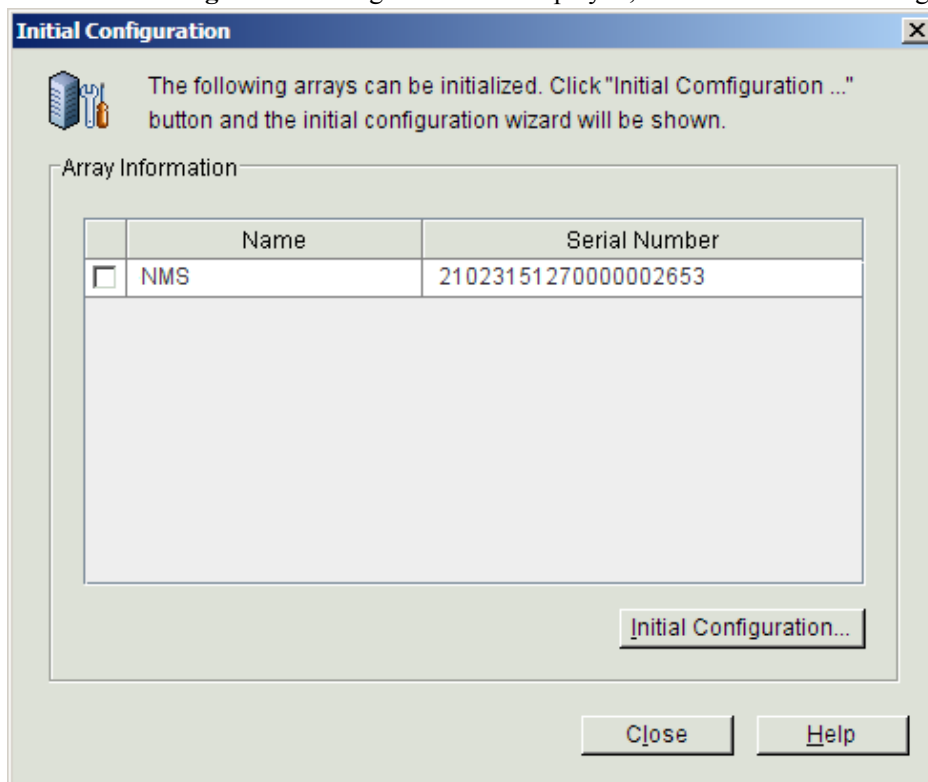 Initial Configuration
The following arrays can be initialized. Click "Initial Comfiguration ..."
button and the initial configuration wizard will be shown.
Array Information
Name Serial Number
NMS 21023151270000002653
Initial Configuration...
Close Help